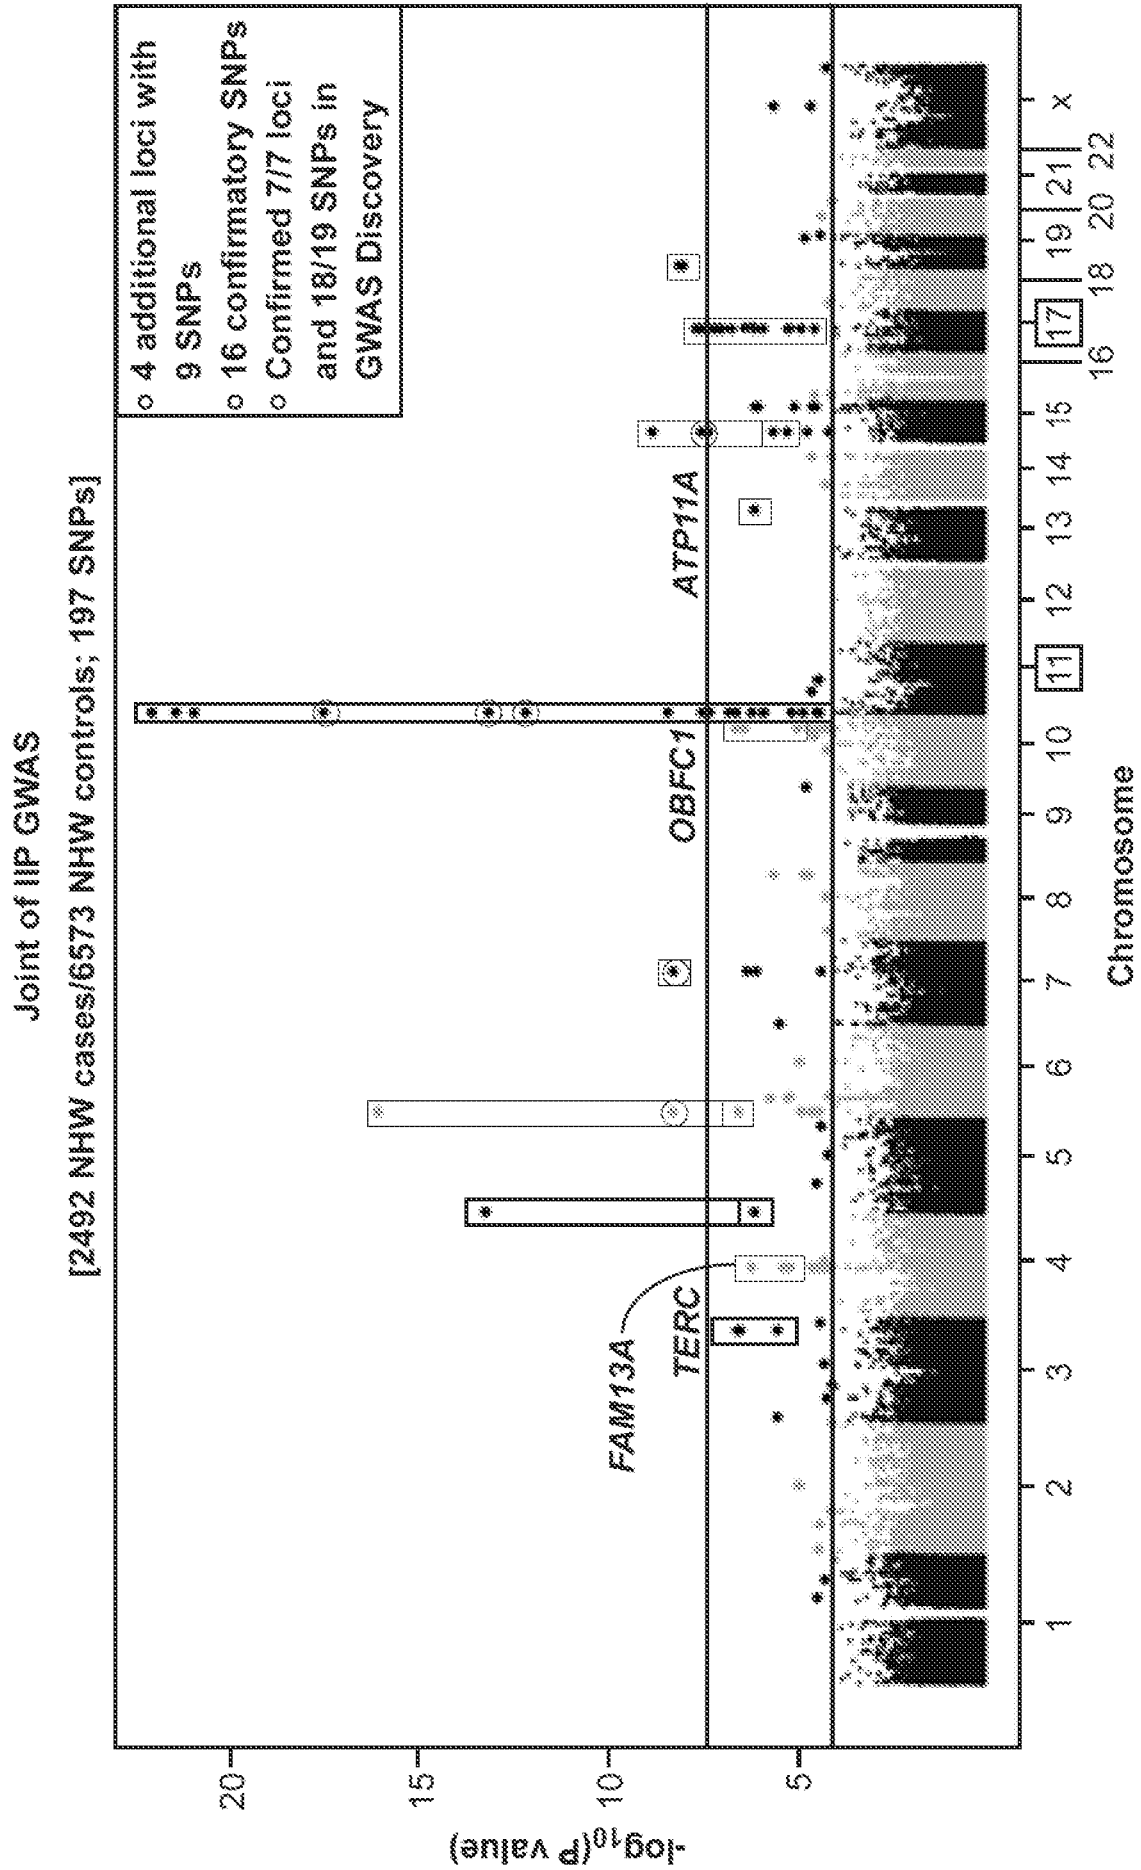 Joint of IIP GWAS
[2492 NHW cases/6573 NHW controls; 197 SNPs]
4 additional loci with
9 SNPs
16 confirmatory SNPs
Confirmed 7/7 loci
and 18/19 SNPs in
GWAS Discovery
-log10(P value)
20
15
10
5
FAM13A
TERC
OBFC1
ATP11A
1 2 3 4 5 6 7 8 9 10 11 12 13 14 15 16 17 18 19 20 21 22 x
Chromosome